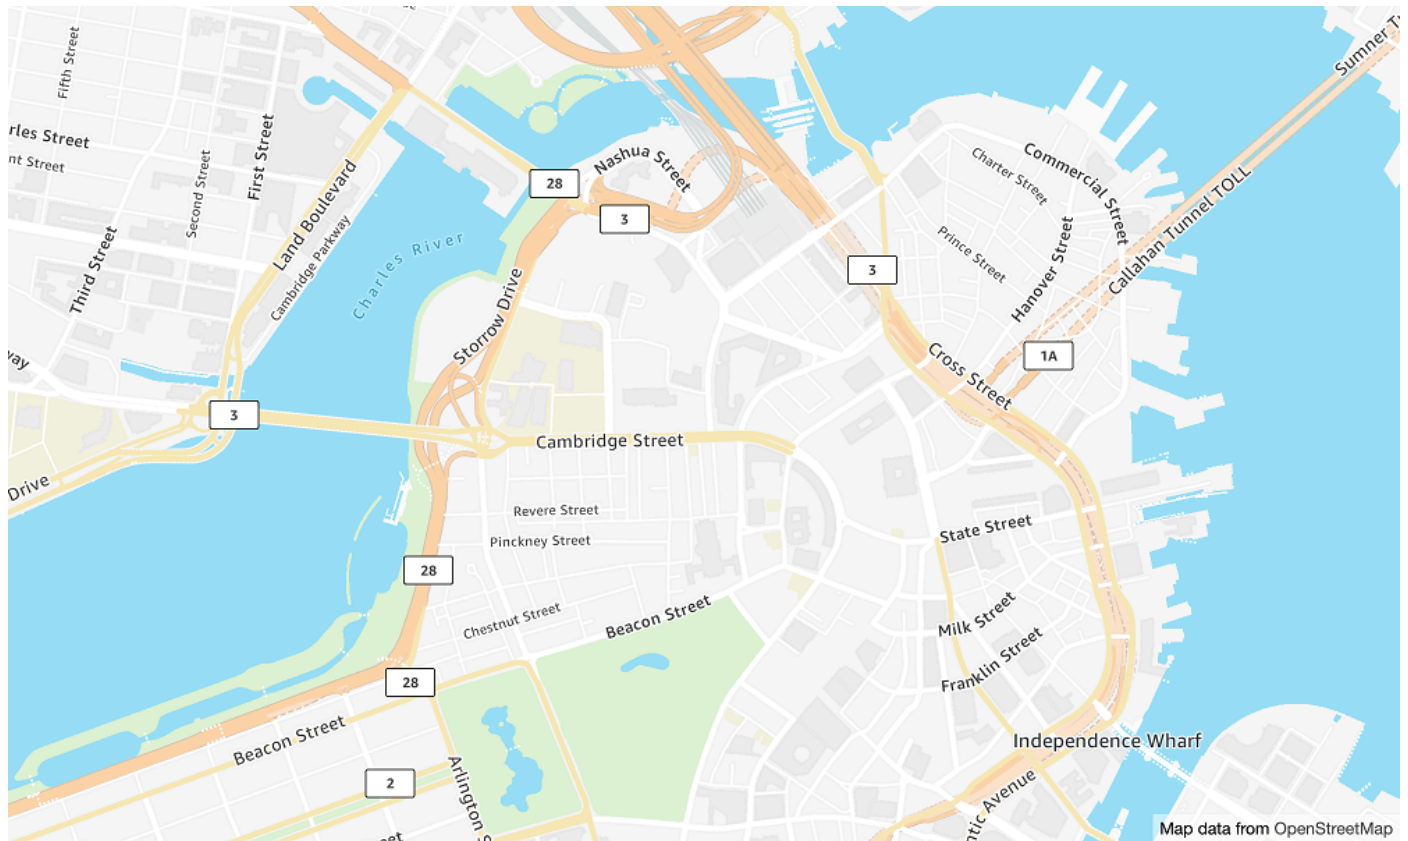 Fifth Street
rles Street
nt Street
Second Street
First Street
Third Street
Land Boulevard
Cambridge Parkway
Charles River
way
3
Drive
28
Nashua Street
3
Storrow Drive
3
Charter Street
Commercial Street
Prince Street
Hanover Street
Callahan Tunnel TOLL
Sumner T
1A
Cross Street
Cambridge Street
Revere Street
Pinckney Street
28
Chestnut Street
Beacon Street
State Street
Milk Street
Franklin Street
28
Beacon Street
2
Arlington S
Independence Wharf
ntic Avenue
Map data from OpenStreetMap